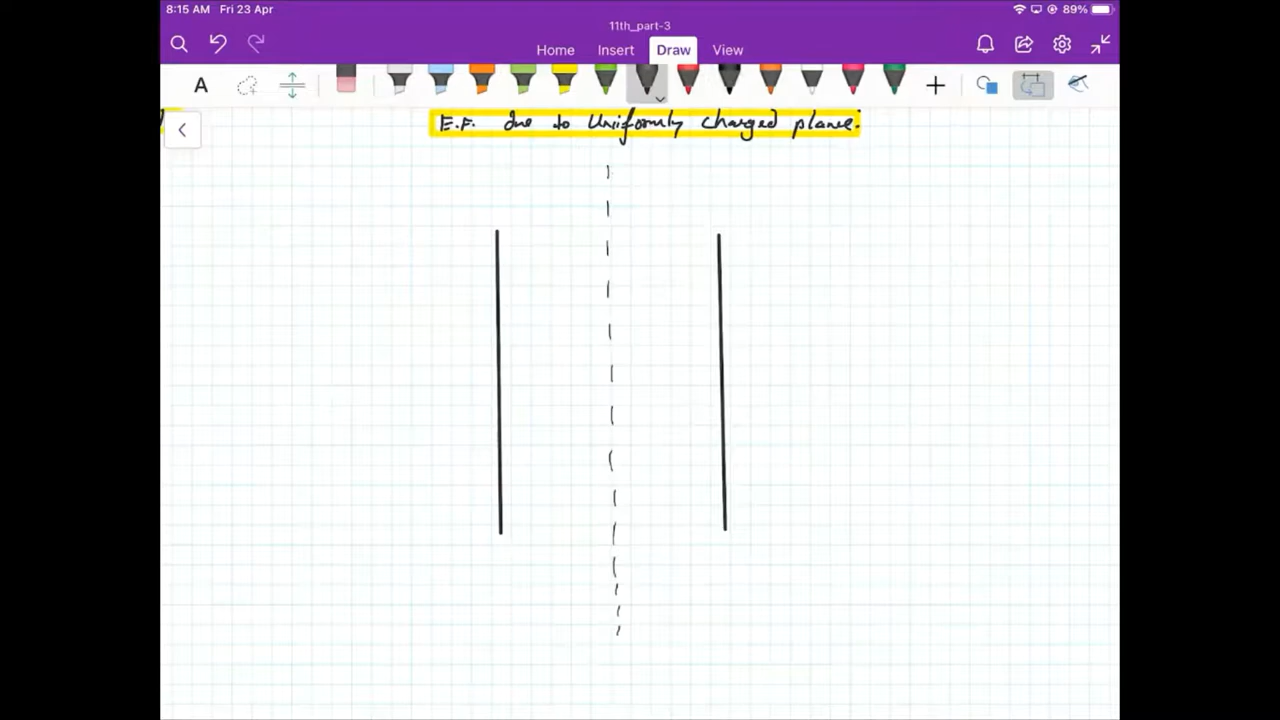 8:15 AM Fri 23 Apr 89%
11th_part-3
Home Insert Draw View
A
E.F. due to Uniformly charged plane.